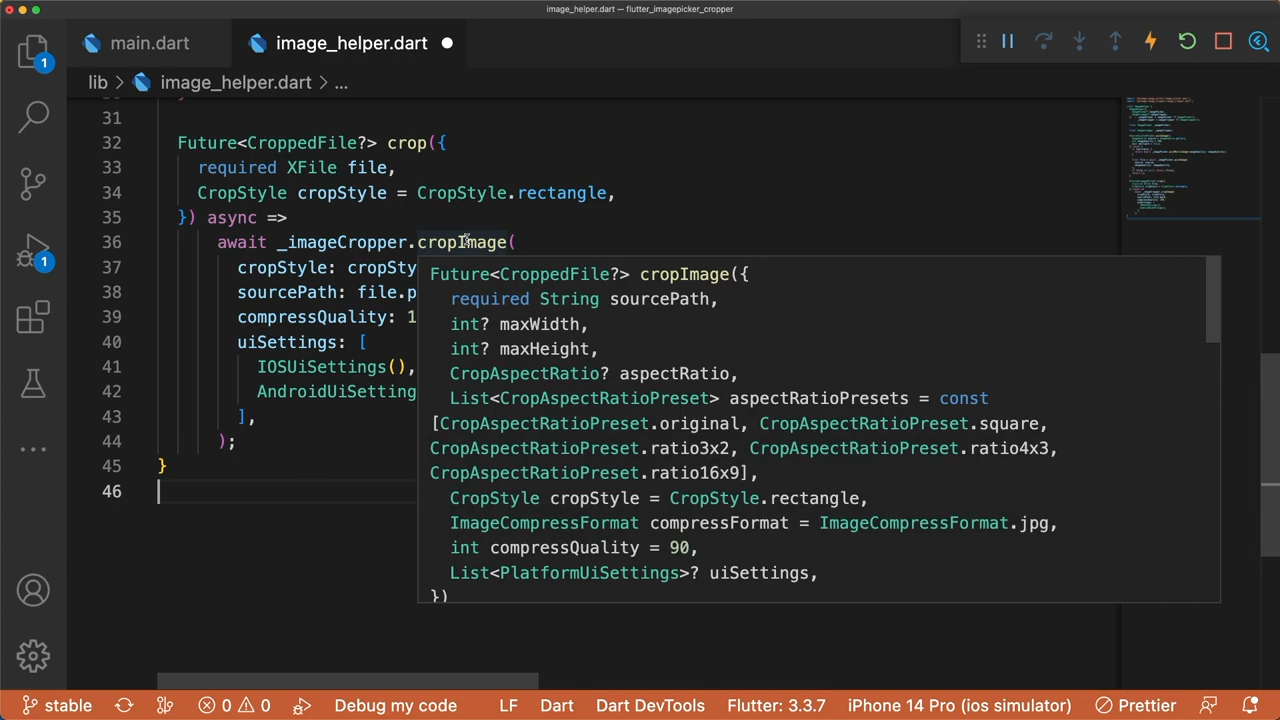 image_helper.dart — flutter_imagepicker_cropper
main.dart
image_helper.dart
lib > image_helper.dart > ...
31
32 Future<CroppedFile?> crop({
33 required XFile file,
34 CropStyle cropStyle = CropStyle.rectangle,
35 }) async =>
36 await _imageCropper.cropImage(
37 cropStyle: cropSty
38 sourcePath: file.p
39 compressQuality: 1
40 uiSettings: [
41 IOSUiSettings(),
42 AndroidUiSetting
43 ],
44 );
45 }
46
Future<CroppedFile?> cropImage({
required String sourcePath,
int? maxWidth,
int? maxHeight,
CropAspectRatio? aspectRatio,
List<CropAspectRatioPreset> aspectRatioPresets = const
[CropAspectRatioPreset.original, CropAspectRatioPreset.square,
CropAspectRatioPreset.ratio3x2, CropAspectRatioPreset.ratio4x3,
CropAspectRatioPreset.ratio16x9],
CropStyle cropStyle = CropStyle.rectangle,
ImageCompressFormat compressFormat = ImageCompressFormat.jpg,
int compressQuality = 90,
List<PlatformUiSettings>? uiSettings,
})
1
1
stable 0 0 Debug my code LF Dart Dart DevTools Flutter: 3.3.7 iPhone 14 Pro (ios simulator) Prettier